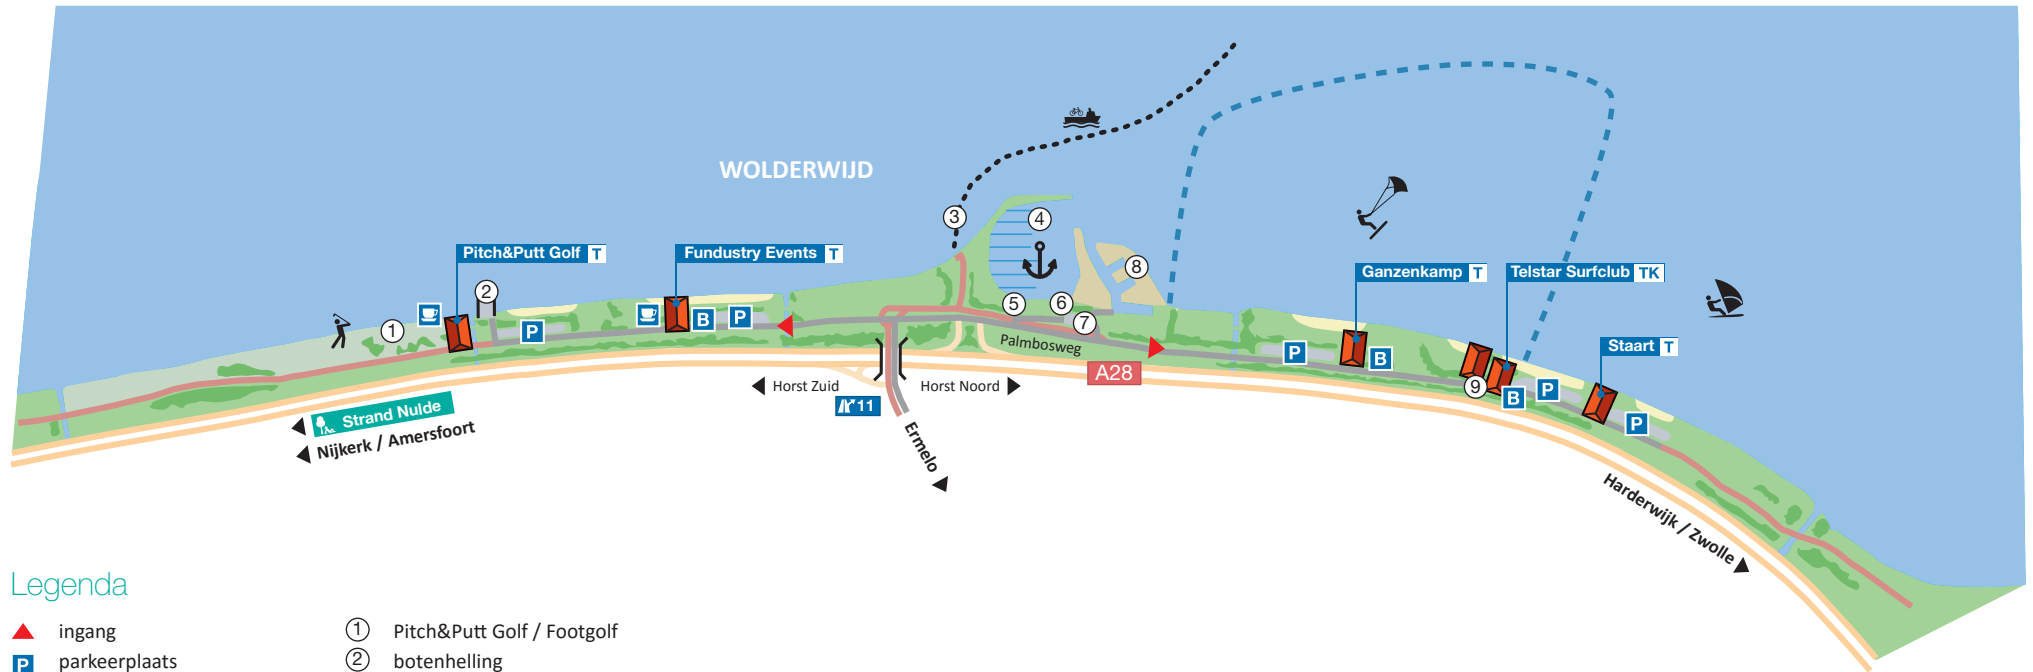 WOLDERWIJD
3
4
Pitch&Putt Golf T
Fundustry Events T
8
Ganzenkamp T
Telstar Surfclub TK
2
5
6
1
P
B
P
7
Palmbosweg
P
B
Staart T
A28
Horst Zuid
Horst Noord
11
9
B
P
P
Strand Nulde
Nijkerk / Amersfoort
Ermelo
Harderwijk / Zwolle
Legenda
ingang
1 Pitch&Putt Golf / Footgolf
P parkeerplaats
2 botenhelling